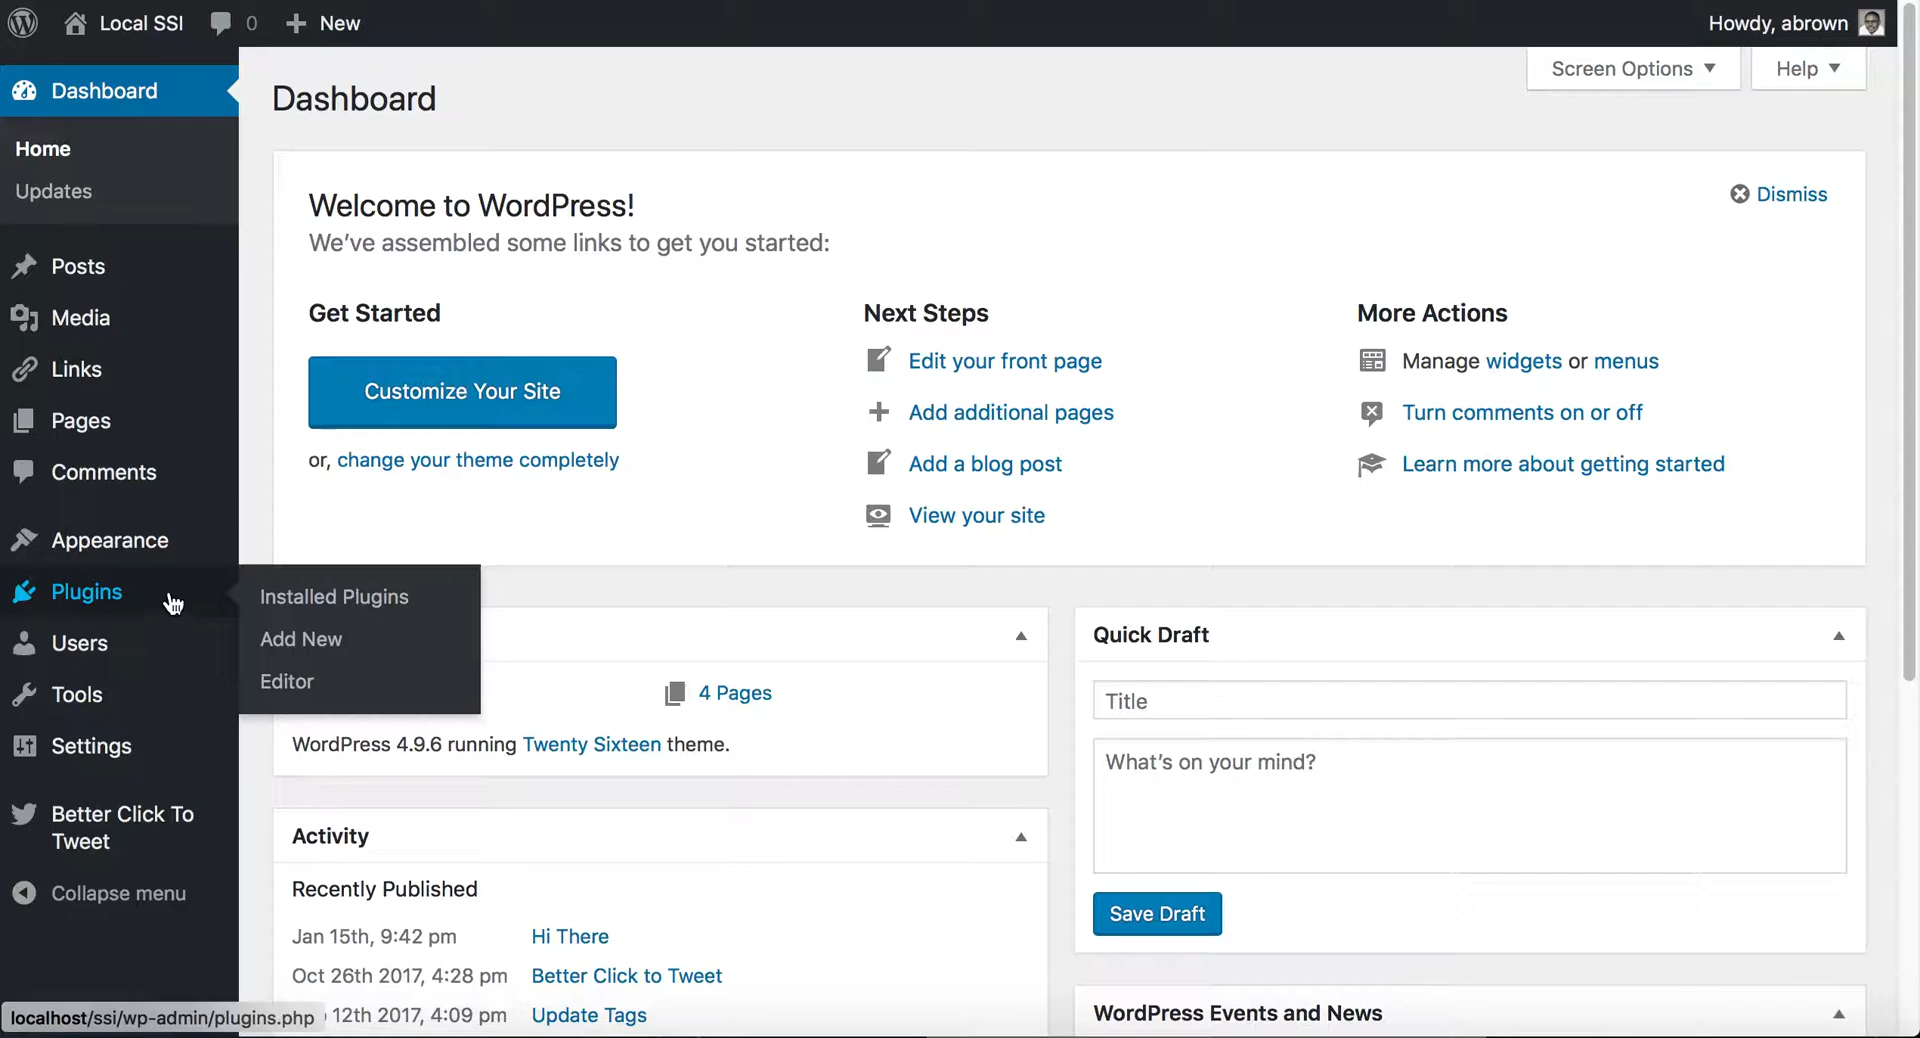 Local SSI 0 New
Howdy, abrown
Dashboard
Home
Updates
Posts
Media
Links
Pages
Comments
Appearance
Plugins
Users
Tools
Settings
Better Click To
Tweet
Collapse menu
Installed Plugins
Add New
Editor
Dashboard
Screen Options
Help
Welcome to WordPress!
We've assembled some links to get you started:
Dismiss
Get Started
Customize Your Site
or, change your theme completely
Next Steps
Edit your front page
Add additional pages
Add a blog post
View your site
More Actions
Manage widgets or menus
Turn comments on or off
Learn more about getting started
4 Pages
WordPress 4.9.6 running Twenty Sixteen theme.
Activity
Recently Published
Jan 15th, 9:42 pm Hi There
Oct 26th 2017, 4:28 pm Better Click to Tweet
12th 2017, 4:09 pm Update Tags
Quick Draft
Title
What's on your mind?
Save Draft
WordPress Events and News
localhost/ssi/wp-admin/plugins.php